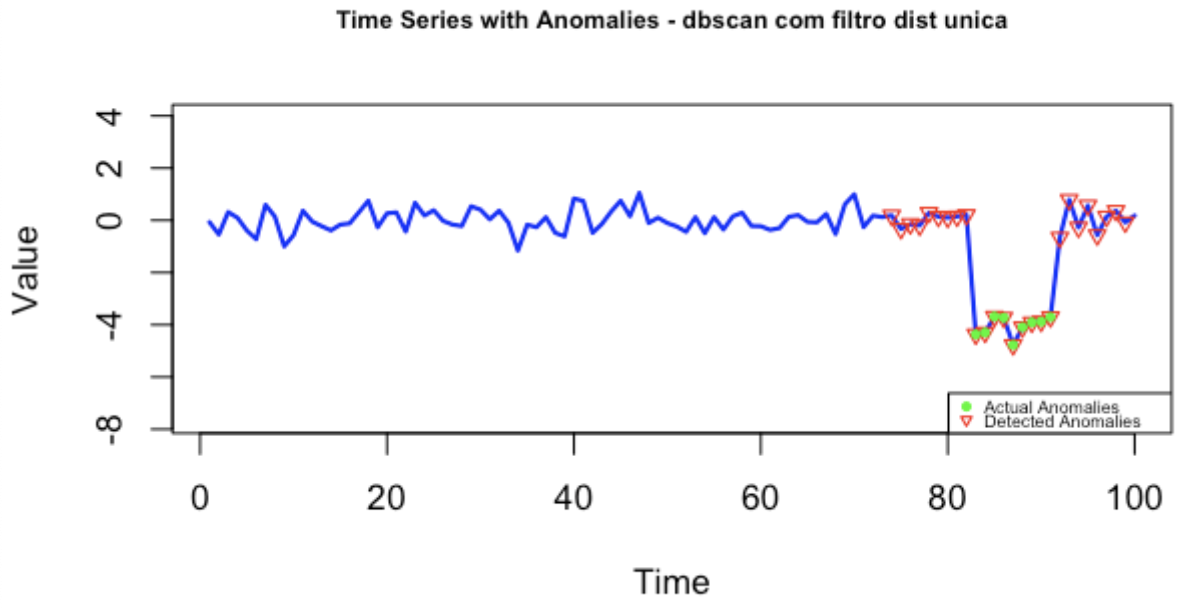 Time Series with Anomalies - dbscan com filtro dist unica
Value
4
2
0
-4
-8
Actual Anomalies
Detected Anomalies
0 20 40 60 80 100
Time